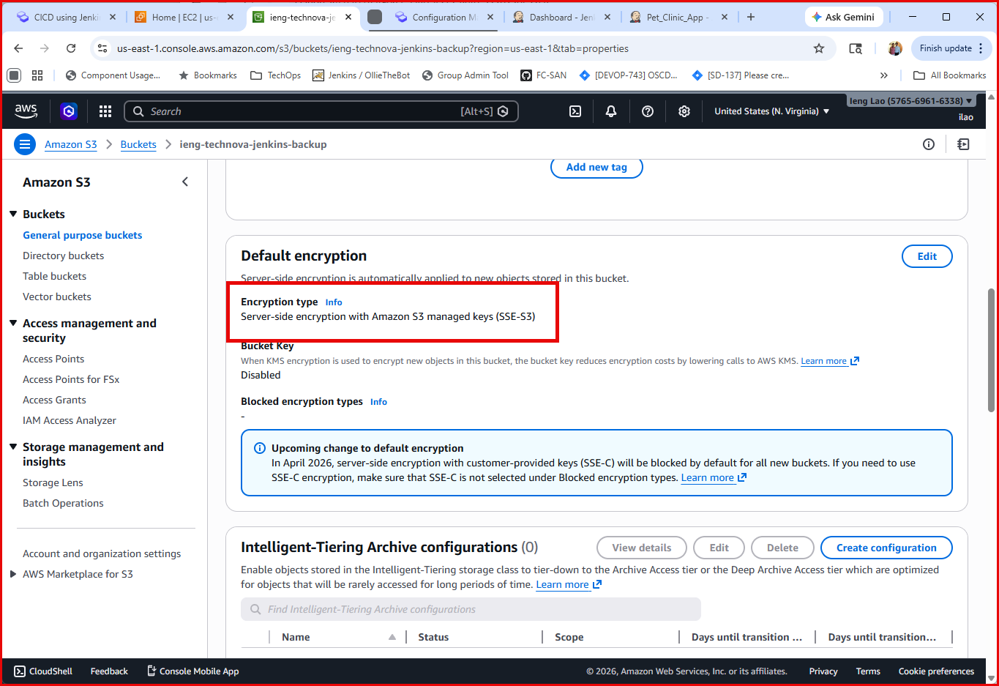 CICD using Jenki
Home | EC2 | us-
ieng-technova-je
Configuration M
Dashboard - Jen
Pet_Clinic_App -
Ask Gemini
us-east-1.console.aws.amazon.com/s3/buckets/ieng-technova-jenkins-backup?region=us-east-1&tab=properties
Finish update
Component Usage...
Bookmarks
TechOps
Jenkins / OllieTheBot
Group Admin Tool
FC-SAN
[DEVOP-743] OSCD...
[SD-137] Please cre...
All Bookmarks
aws
Search
[Alt+S]
United States (N. Virginia)
Ieng Lao (5765-6961-6338)
ilao
Amazon S3
Buckets
ieng-technova-jenkins-backup
Amazon S3
Buckets
General purpose buckets
Directory buckets
Table buckets
Vector buckets
Access management and
security
Access Points
Access Points for FSx
Access Grants
IAM Access Analyzer
Storage management and
insights
Storage Lens
Batch Operations
Account and organization settings
AWS Marketplace for S3
Add new tag
Default encryption
Edit
Server-side encryption is automatically applied to new objects stored in this bucket.
Encryption type Info
Server-side encryption with Amazon S3 managed keys (SSE-S3)
Bucket Key
When KMS encryption is used to encrypt new objects in this bucket, the bucket key reduces encryption costs by lowering calls to AWS KMS. Learn more
Disabled
Blocked encryption types Info
-
Upcoming change to default encryption
In April 2026, server-side encryption with customer-provided keys (SSE-C) will be blocked by default for all new buckets. If you need to use
SSE-C encryption, make sure that SSE-C is not selected under Blocked encryption types. Learn more
Intelligent-Tiering Archive configurations (0)
View details
Edit
Delete
Create configuration
Enable objects stored in the Intelligent-Tiering storage class to tier-down to the Archive Access tier or the Deep Archive Access tier which are optimized
for objects that will be rarely accessed for long periods of time. Learn more
Find Intelligent-Tiering Archive configurations
Name
Status
Scope
Days until transition ...
Days until transition...
CloudShell
Feedback
Console Mobile App
© 2026, Amazon Web Services, Inc. or its affiliates.
Privacy
Terms
Cookie preferences